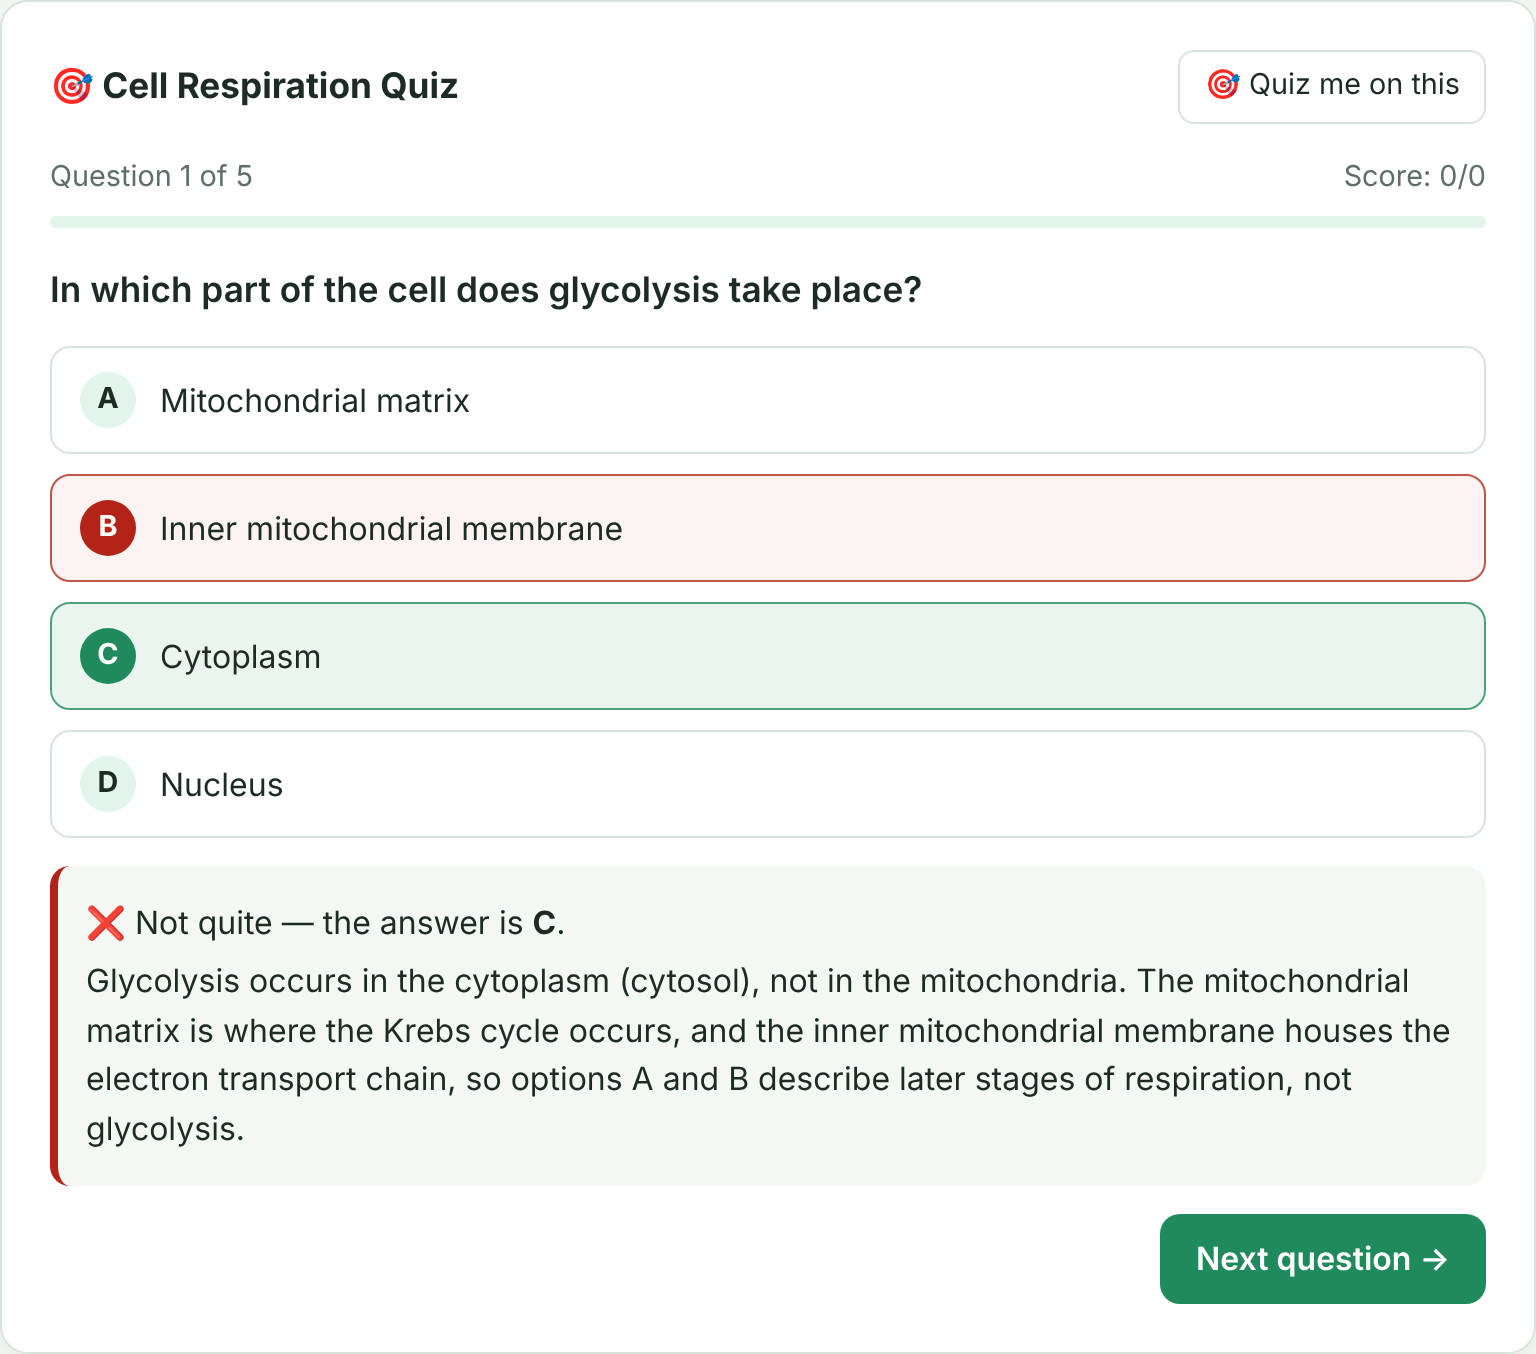 🎯 Cell Respiration Quiz
🎯 Quiz me on this
Question 1 of 5
Score: 0/0
In which part of the cell does glycolysis take place?
A Mitochondrial matrix
B Inner mitochondrial membrane
C Cytoplasm
D Nucleus
❌ Not quite — the answer is C.
Glycolysis occurs in the cytoplasm (cytosol), not in the mitochondria. The mitochondrial
matrix is where the Krebs cycle occurs, and the inner mitochondrial membrane houses the
electron transport chain, so options A and B describe later stages of respiration, not
glycolysis.
Next question →